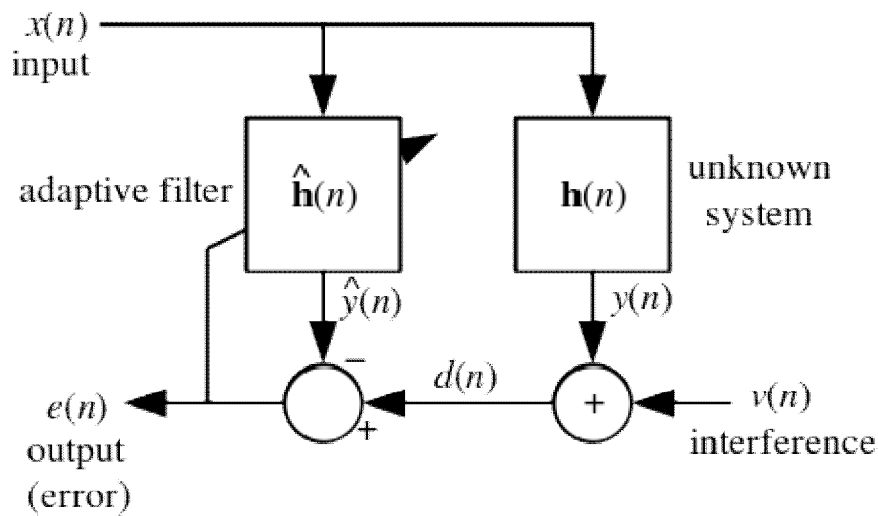 x(n)
input
adaptive filter
ĥ(n)
h(n)
unknown
system
ŷ(n)
y(n)
−
+
d(n)
+
e(n)
output
(error)
v(n)
interference